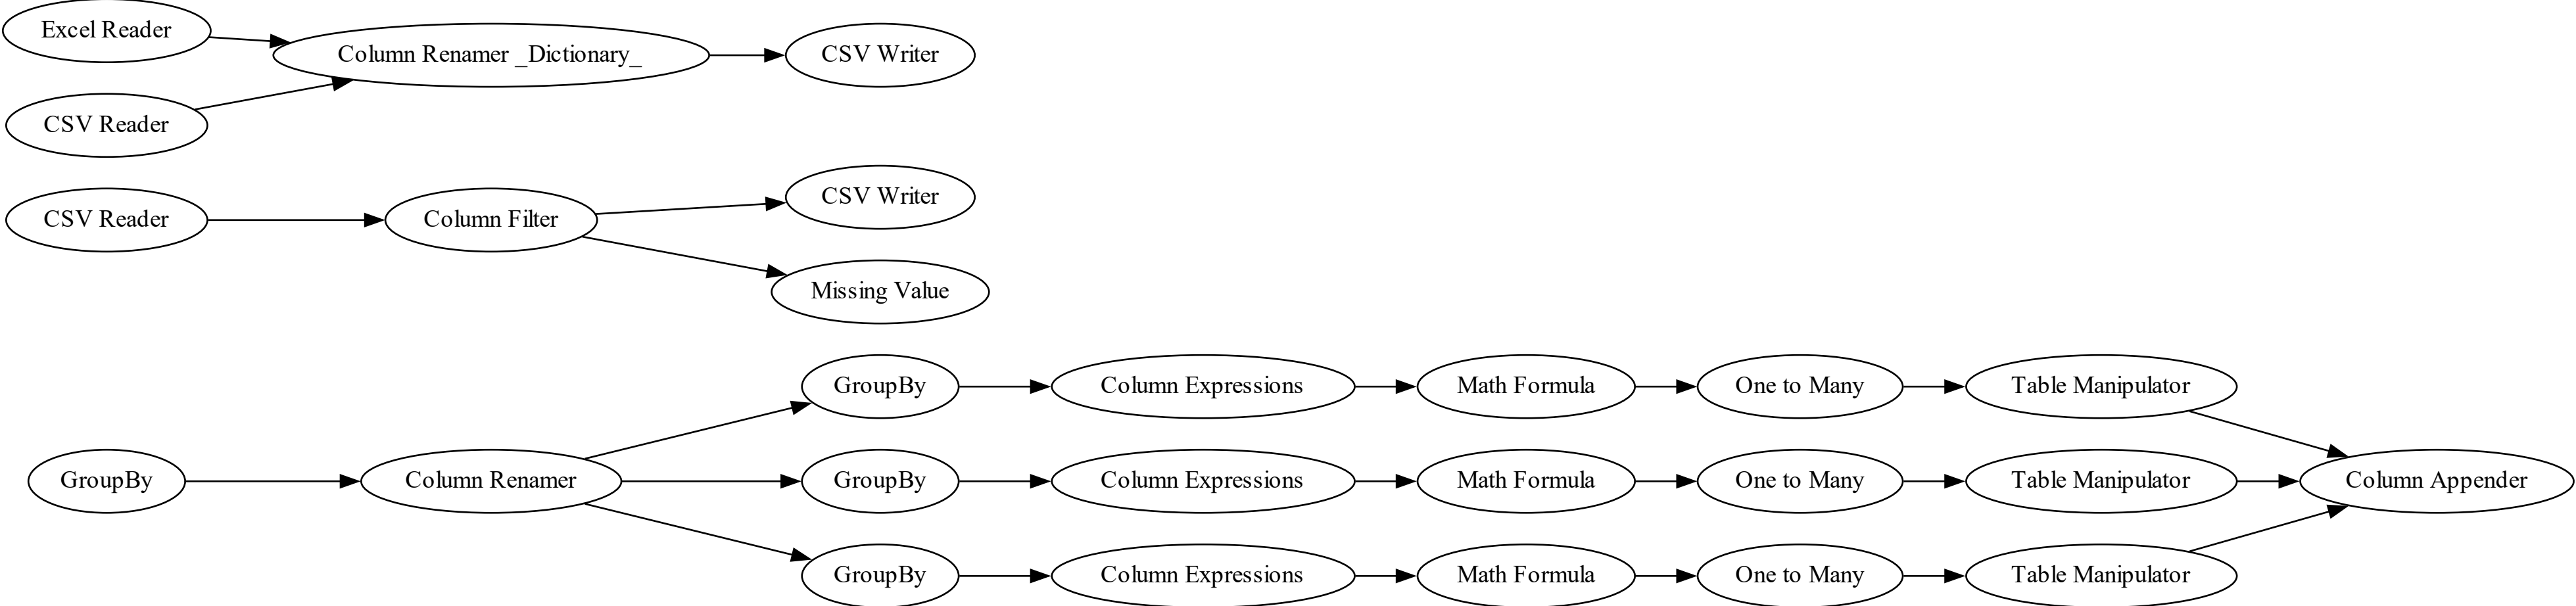 Excel Reader
Column Renamer _Dictionary_
CSV Writer
CSV Reader
CSV Reader
Column Filter
CSV Writer
Missing Value
GroupBy
Column Expressions
Math Formula
One to Many
Table Manipulator
GroupBy
Column Renamer
GroupBy
Column Expressions
Math Formula
One to Many
Table Manipulator
Column Appender
GroupBy
Column Expressions
Math Formula
One to Many
Table Manipulator